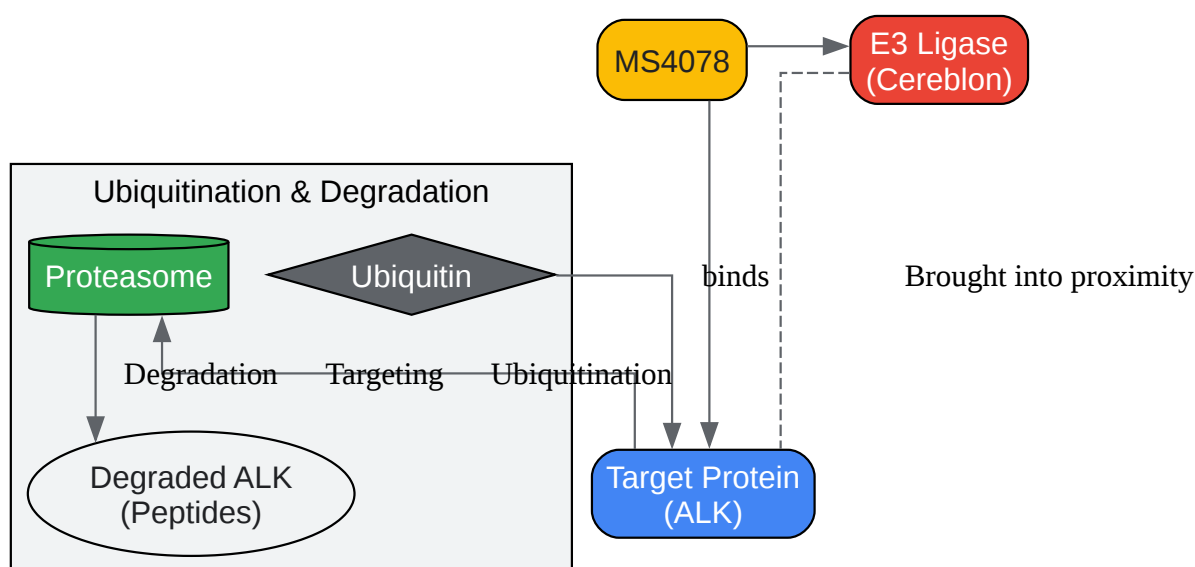 MS4078
E3 Ligase
(Cereblon)
Ubiquitination & Degradation
Proteasome
Ubiquitin
binds
Brought into proximity
Degradation
Targeting
Ubiquitination
Degraded ALK
(Peptides)
Target Protein
(ALK)